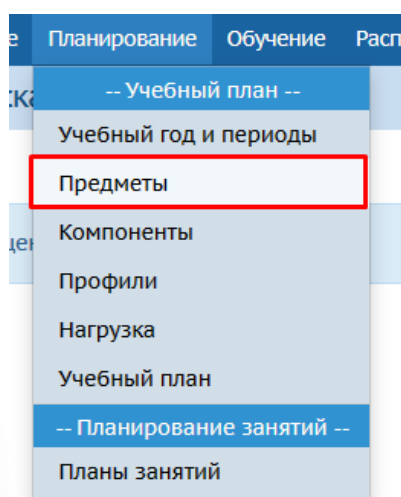 Планирование Обучение
-- Учебный план --
Учебный год и периоды
Предметы
Компоненты
Профили
Нагрузка
Учебный план
-- Планирование занятий --
Планы занятий